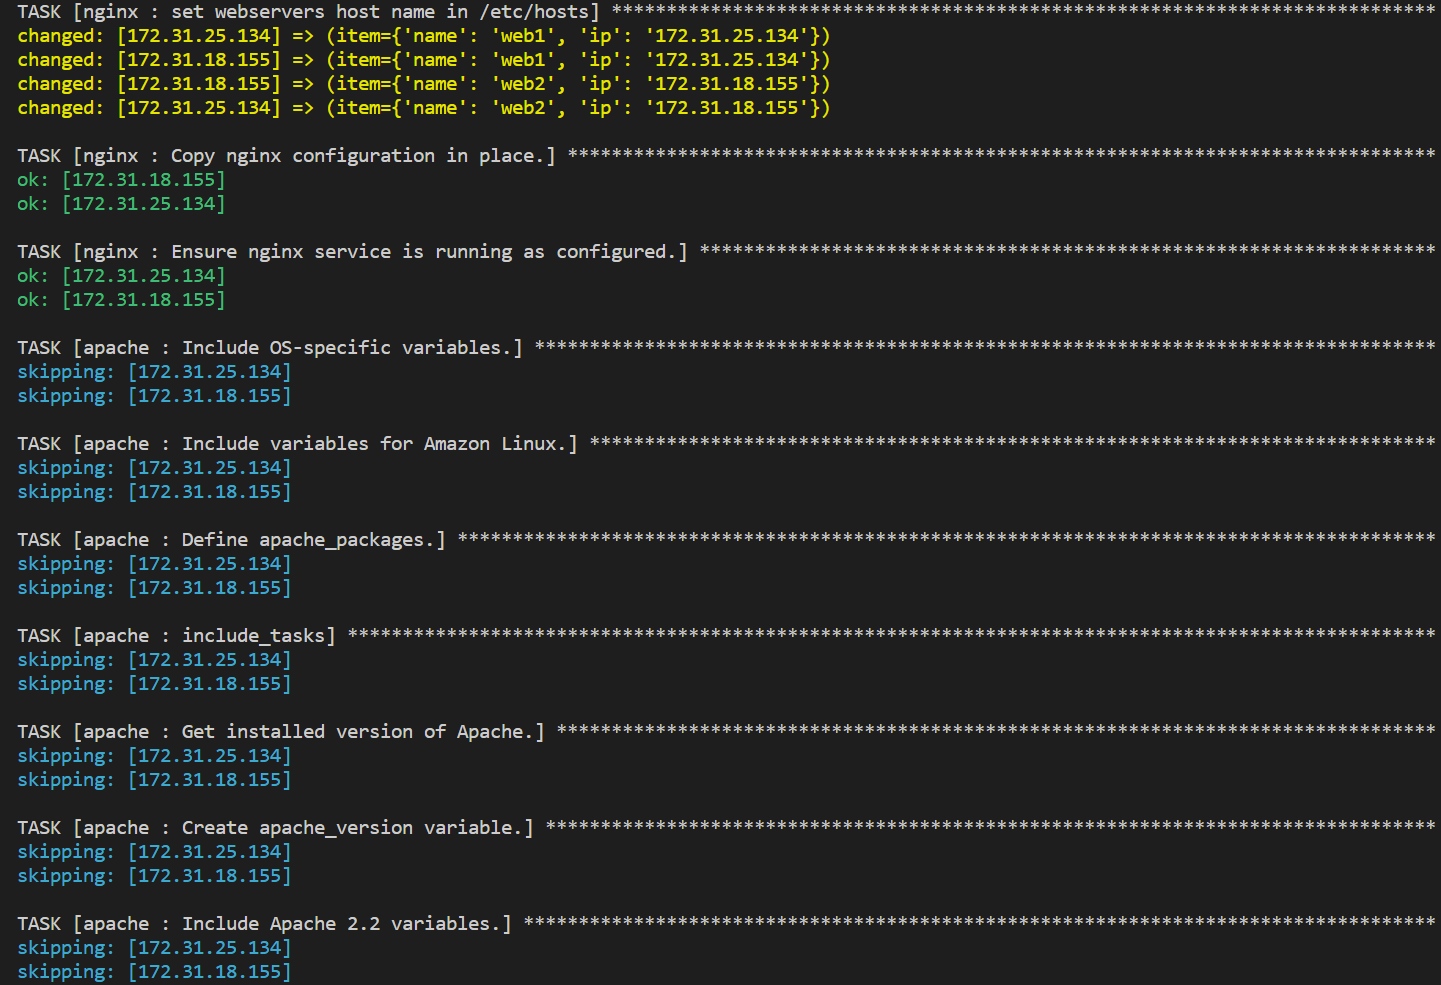 TASK [nginx : set webservers host name in /etc/hosts] ***************************************************************************
changed: [172.31.25.134] => (item={'name': 'web1', 'ip': '172.31.25.134'})
changed: [172.31.18.155] => (item={'name': 'web1', 'ip': '172.31.25.134'})
changed: [172.31.18.155] => (item={'name': 'web2', 'ip': '172.31.18.155'})
changed: [172.31.25.134] => (item={'name': 'web2', 'ip': '172.31.18.155'})
TASK [nginx : Copy nginx configuration in place.] *******************************************************************************
ok: [172.31.18.155]
ok: [172.31.25.134]
TASK [nginx : Ensure nginx service is running as configured.] *******************************************************************
ok: [172.31.25.134]
ok: [172.31.18.155]
TASK [apache : Include OS-specific variables.] **********************************************************************************
skipping: [172.31.25.134]
skipping: [172.31.18.155]
TASK [apache : Include variables for Amazon Linux.] *****************************************************************************
skipping: [172.31.25.134]
skipping: [172.31.18.155]
TASK [apache : Define apache_packages.] *****************************************************************************************
skipping: [172.31.25.134]
skipping: [172.31.18.155]
TASK [apache : include_tasks] ***************************************************************************************************
skipping: [172.31.25.134]
skipping: [172.31.18.155]
TASK [apache : Get installed version of Apache.] ********************************************************************************
skipping: [172.31.25.134]
skipping: [172.31.18.155]
TASK [apache : Create apache_version variable.] *********************************************************************************
skipping: [172.31.25.134]
skipping: [172.31.18.155]
TASK [apache : Include Apache 2.2 variables.] ***********************************************************************************
skipping: [172.31.25.134]
skipping: [172.31.18.155]